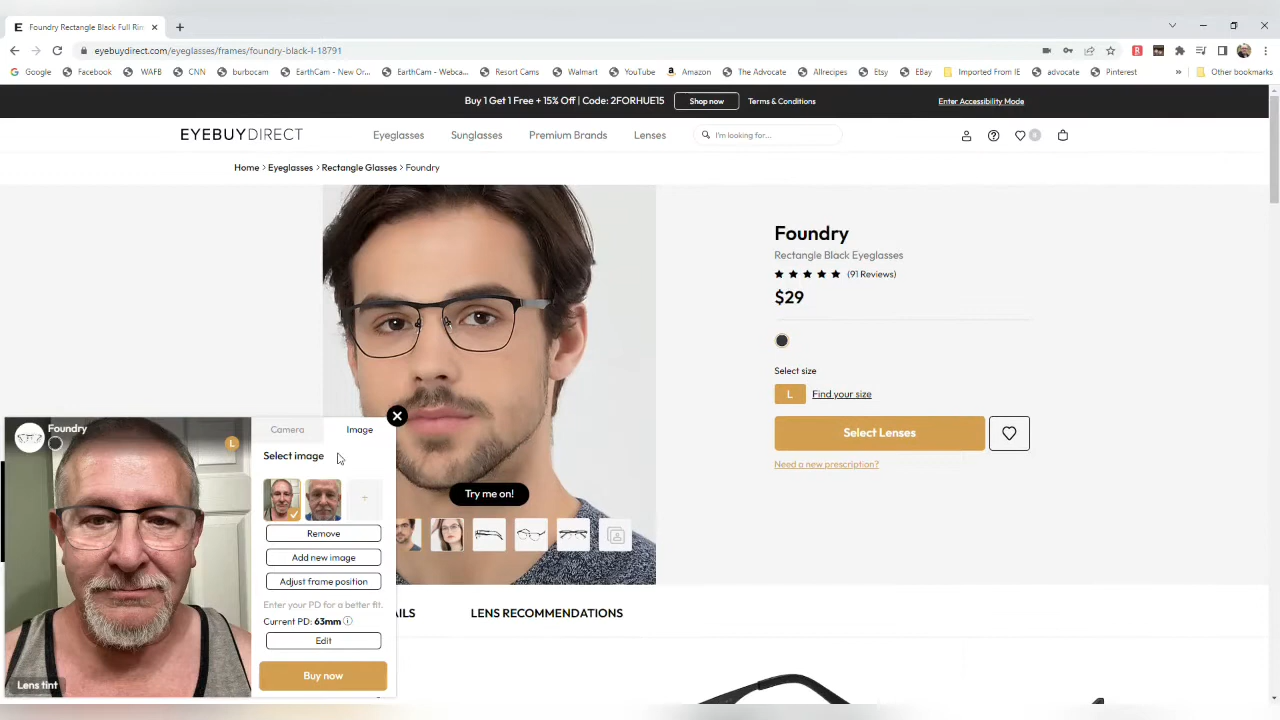 E Foundry Rectangle Black Full Rim
eyebuydirect.com/eyeglasses/frames/foundry-black-l-18791
Google Facebook WAFB CNN burbocam EarthCam - New Or... EarthCam - Webca... Resort Cams Walmart YouTube Amazon The Advocate Allrecipes Etsy EBay Imported From IE advocate Pinterest » Other bookmarks
Buy 1 Get 1 Free + 15% Off | Code: 2FORHUE15 Shop now Terms & Conditions Enter Accessibility Mode
EYEBUYDIRECT Eyeglasses Sunglasses Premium Brands Lenses I'm looking for... 0
Home > Eyeglasses > Rectangle Glasses > Foundry
Foundry
Rectangle Black Eyeglasses
(91 Reviews)
$29
Select size
L Find your size
Select Lenses
Need a new prescription?
Try me on!
Foundry
L
Camera Image
Select image
Remove
Add new image
Adjust frame position
Enter your PD for a better fit.
Current PD: 63mm
Edit
Buy now
Lens tint
AILS LENS RECOMMENDATIONS